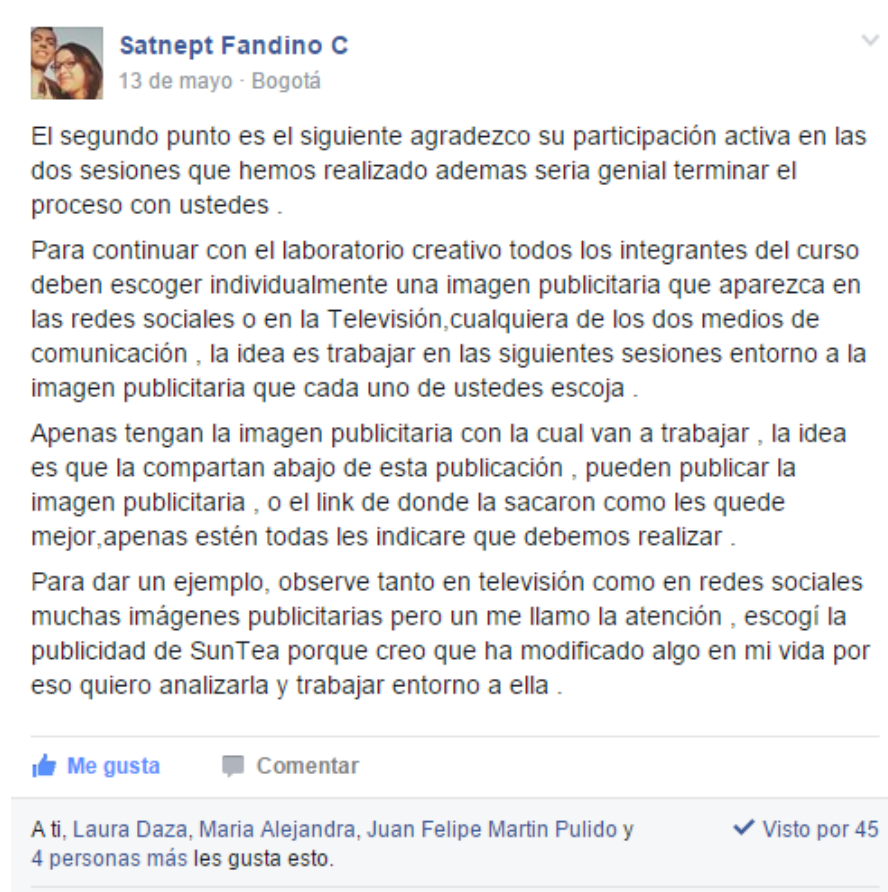 Satnept Fandino C
13 de mayo · Bogotá
El segundo punto es el siguiente agradezco su participación activa en las
dos sesiones que hemos realizado ademas seria genial terminar el
proceso con ustedes .
Para continuar con el laboratorio creativo todos los integrantes del curso
deben escoger individualmente una imagen publicitaria que aparezca en
las redes sociales o en la Televisión,cualquiera de los dos medios de
comunicación , la idea es trabajar en las siguientes sesiones entorno a la
imagen publicitaria que cada uno de ustedes escoja .
Apenas tengan la imagen publicitaria con la cual van a trabajar , la idea
es que la compartan abajo de esta publicación , pueden publicar la
imagen publicitaria , o el link de donde la sacaron como les quede
mejor,apenas estén todas les indicare que debemos realizar .
Para dar un ejemplo, observe tanto en televisión como en redes sociales
muchas imágenes publicitarias pero un me llamo la atención , escogí la
publicidad de SunTea porque creo que ha modificado algo en mi vida por
eso quiero analizarla y trabajar entorno a ella .
Me gusta Comentar
A ti, Laura Daza, Maria Alejandra, Juan Felipe Martin Pulido y Visto por 45
4 personas más les gusta esto.